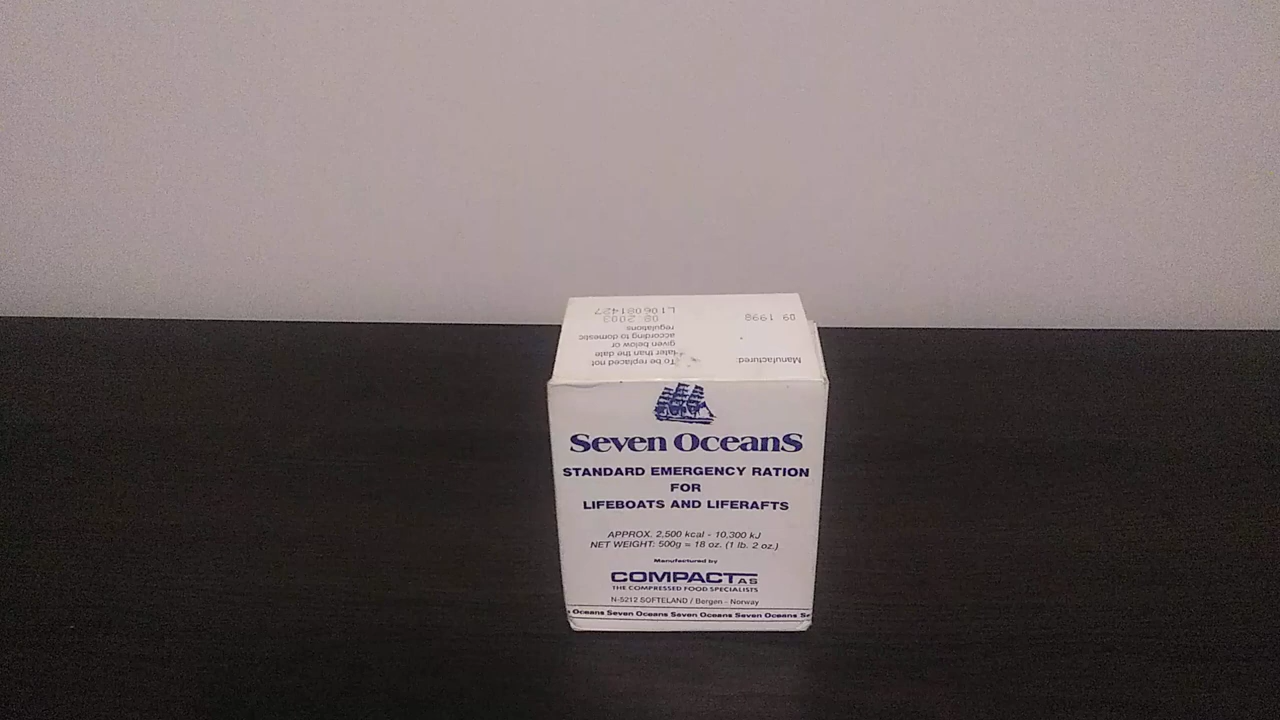 Manufactured
09 1998
To be replaced not
later than the date
given below or
according to domestic
regulations
08 2003
L106081427
Seven OceanS
STANDARD EMERGENCY RATION
FOR
LIFEBOATS AND LIFERAFTS
APPROX. 2,500 kcal - 10,300 kJ
NET WEIGHT: 500g = 18 oz. (1 lb. 2 oz.)
Manufactured by
COMPACT AS
THE COMPRESSED FOOD SPECIALISTS
N-5212 SOFTELAND / Bergen - Norway
Oceans Seven Oceans Seven Oceans Seven Oceans Se